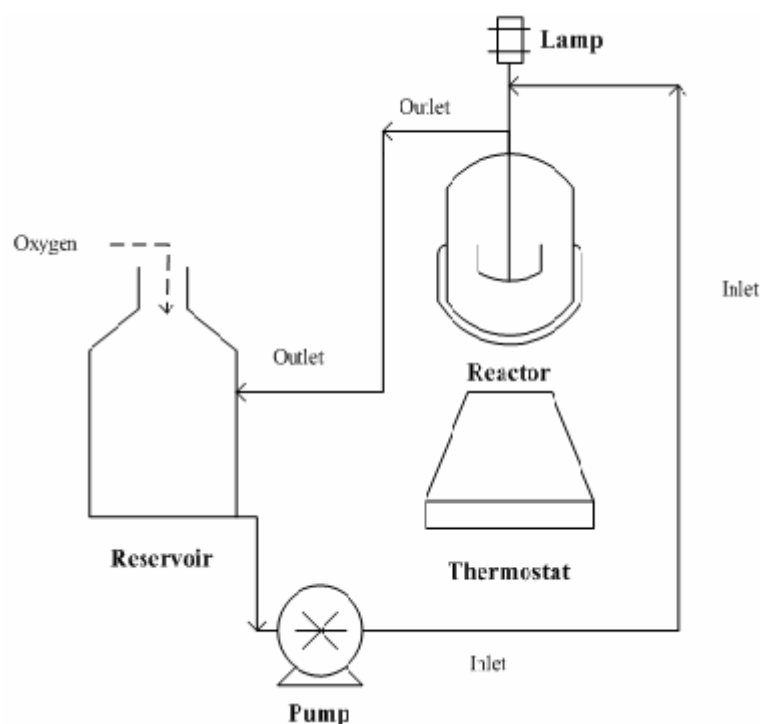 Lamp
Outlet
Oxygen
Inlet
Outlet
Reactor
Reservoir
Thermostat
Inlet
Pump